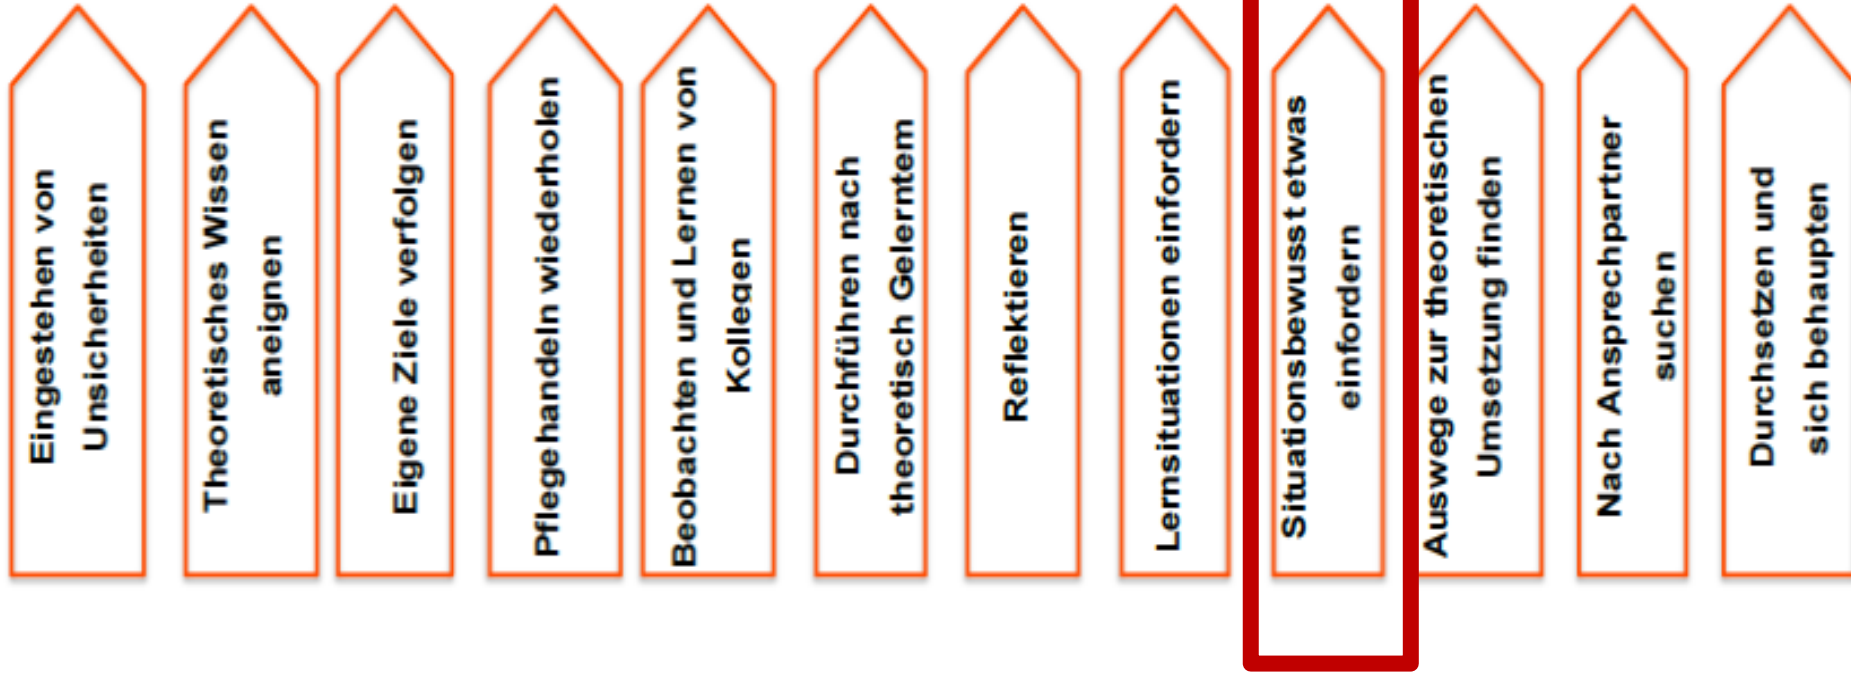 Eingestehen von
Unsicherheiten
Theoretisches Wissen
aneignen
Eigene Ziele verfolgen
Pflegehandeln wiederholen
Beobachten und Lernen von
Kollegen
Durchführen nach
theoretisch Gelerntem
Reflektieren
Lernsituationen einfordern
Situationsbewusst etwas
einfordern
Auswege zur theoretischen
Umsetzung finden
Nach Ansprechpartner
suchen
Durchsetzen und
sich behaupten